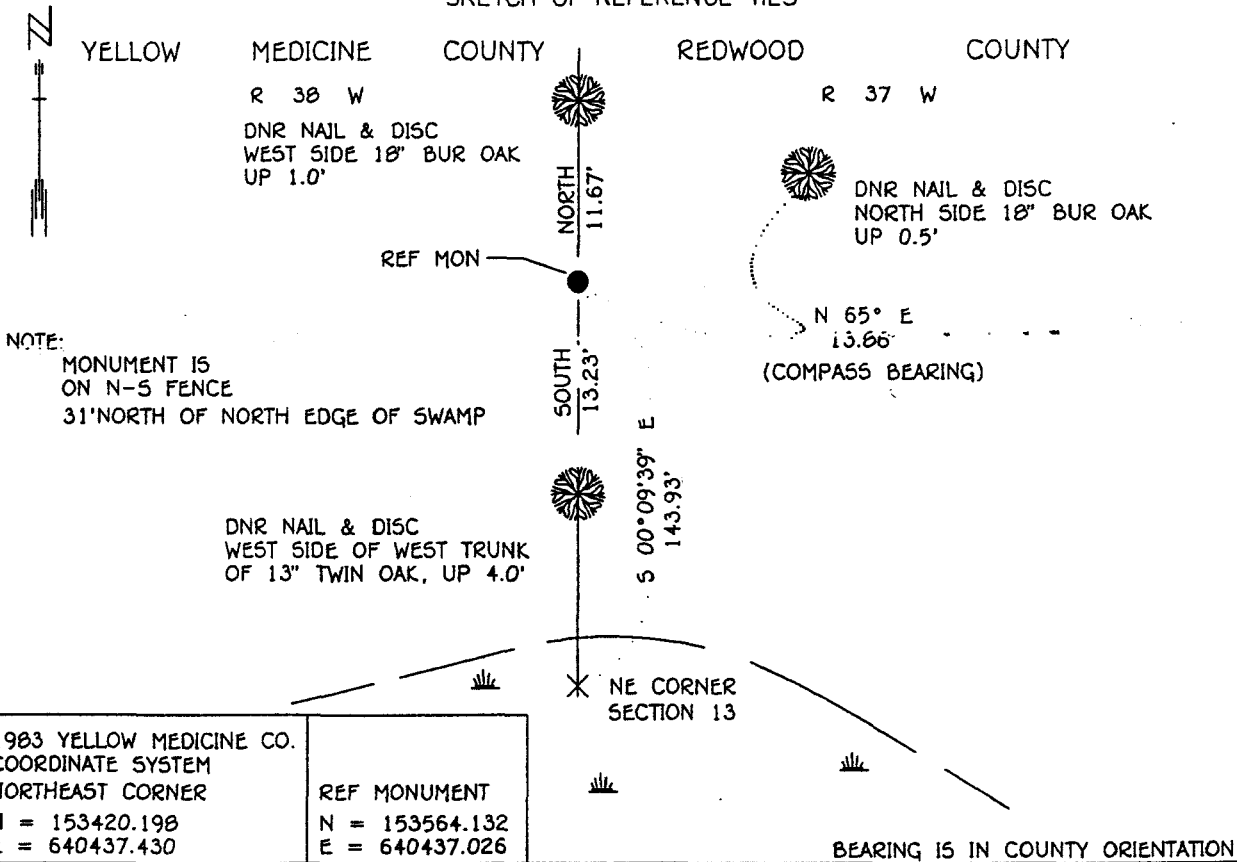 SKETCH OF REFERENCE TIES
N
YELLOW MEDICINE COUNTY
REDWOOD COUNTY
R 38 W
R 37 W
DNR NAIL & DISC
WEST SIDE 18" BUR OAK
UP 1.0'
NORTH
11.67'
DNR NAIL & DISC
NORTH SIDE 18" BUR OAK
UP 0.5'
REF MON
N 65° E
13.86'
(COMPASS BEARING)
NOTE:
MONUMENT IS
ON N-S FENCE
31'NORTH OF NORTH EDGE OF SWAMP
SOUTH
13.23'
S 00°09'39" E
143.93'
DNR NAIL & DISC
WEST SIDE OF WEST TRUNK
OF 13" TWIN OAK, UP 4.0'
NE CORNER
SECTION 13
983 YELLOW MEDICINE CO.
COORDINATE SYSTEM
NORTHEAST CORNER
N = 153420.198
E = 640437.430
REF MONUMENT
N = 153564.132
E = 640437.026
BEARING IS IN COUNTY ORIENTATION